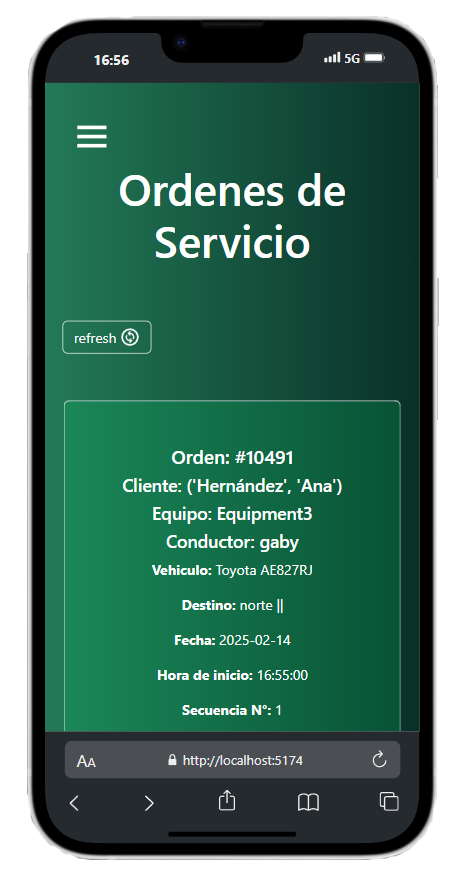 16:56
5G
Ordenes de
Servicio
refresh
Orden: #10491
Cliente: ('Hernández', 'Ana')
Equipo: Equipment3
Conductor: gaby
Vehiculo: Toyota AE827RJ
Destino: norte ||
Fecha: 2025-02-14
Hora de inicio: 16:55:00
Secuencia N°: 1
AA
http://localhost:5174